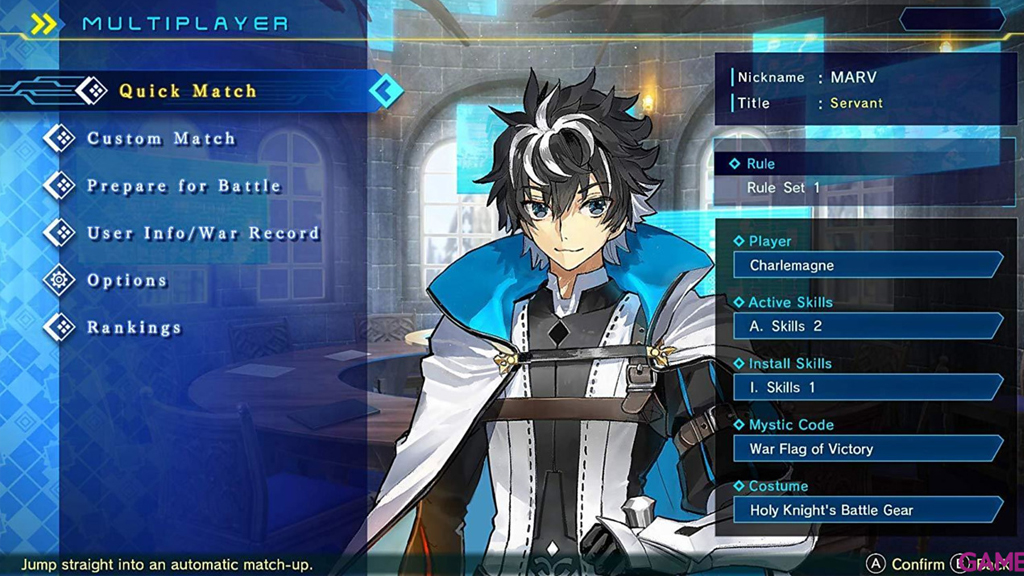 MULTIPLAYER
Quick Match
Custom Match
Prepare for Battle
User Info/War Record
Options
Rankings
Nickname : MARV
Title : Servant
Rule
Rule Set 1
Player
Charlemagne
Active Skills
A. Skills 2
Install Skills
I. Skills 1
Mystic Code
War Flag of Victory
Costume
Holy Knight's Battle Gear
Jump straight into an automatic match-up.
A Confirm
GAME